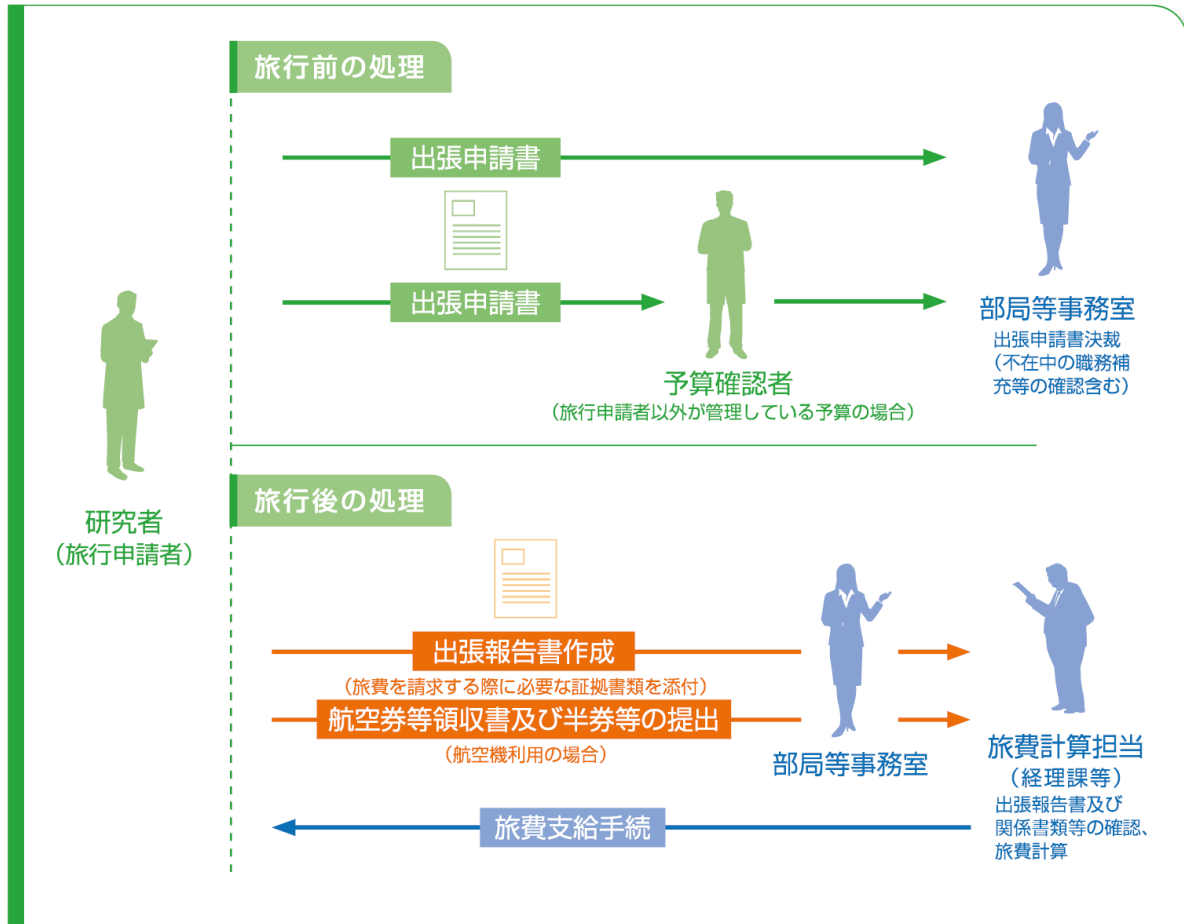 旅行前の処理
出張申請書
出張申請書
予算確認者
(旅行申請者以外が管理している予算の場合)
部局等事務室
出張申請書決裁
(不在中の職務補
充等の確認含む)
研究者
(旅行申請者)
旅行後の処理
出張報告書作成
(旅費を請求する際に必要な証拠書類を添付)
航空券等領収書及び半券等の提出
(航空機利用の場合)
部局等事務室
旅費計算担当
(経理課等)
出張報告書及び
関係書類等の確認、
旅費計算
旅費支給手続